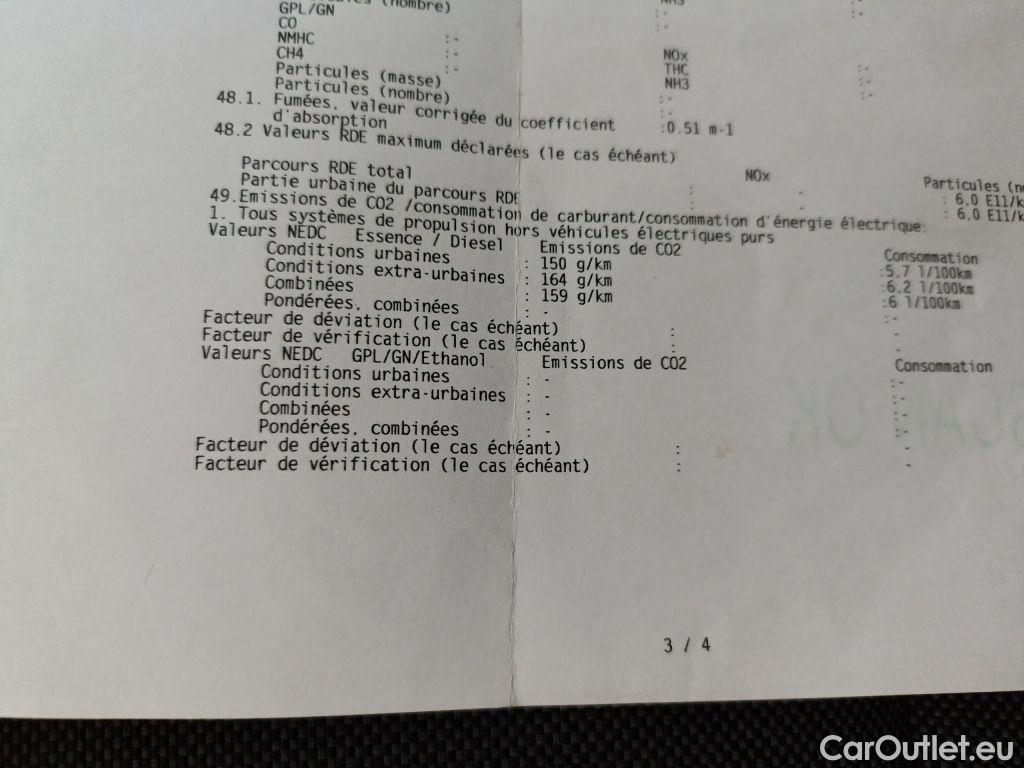 (nombre)
NH3
GPL/GN :-
CO :-
NMHC :-
CH4 :- NOx
Particules (masse) :- THC :-
Particules (nombre) NH3 :-
48.1. Fumées, valeur corrigée du coefficient
d'absorption :0.51 m-1
48.2 Valeurs RDE maximum déclarées (le cas échéant)
NOx Particules
Parcours RDE total : - : 6,0 E11/k
Partie urbaine du parcours RDE : - : 6,0 E11/k
49.Emissions de CO2 /consommation de carburant/consommation d'énergie électrique:
1. Tous systèmes de propulsion hors véhicules électriques purs
Valeurs NEDC Essence / Diesel Emissions de CO2 Consommation
Conditions urbaines : 150 g/km :5.7 l/100km
Conditions extra-urbaines : 164 g/km :6.2 l/100km
Combinées : 159 g/km :6 l/100km
Pondérées, combinées : - :-
Facteur de déviation (le cas échéant) : -
Facteur de vérification (le cas échéant) : -
Valeurs NEDC GPL/GN/Ethanol Emissions de CO2 Consommation
Conditions urbaines : - :-
Conditions extra-urbaines : - :-
Combinées : - :-
Pondérées, combinées : - :-
Facteur de déviation (le cas échéant) : -
Facteur de vérification (le cas échéant) : -
3 / 4
CarOutlet.eu